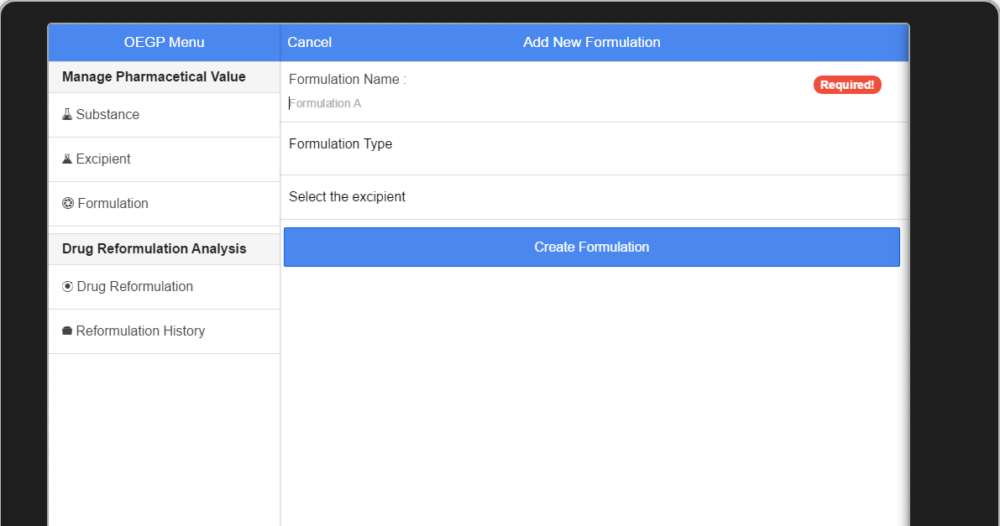 OEGP Menu
Cancel
Add New Formulation
Manage Pharmacetical Value
Substance
Excipient
Formulation
Drug Reformulation Analysis
Drug Reformulation
Reformulation History
Formulation Name :
Required!
Formulation A
Formulation Type
Select the excipient
Create Formulation